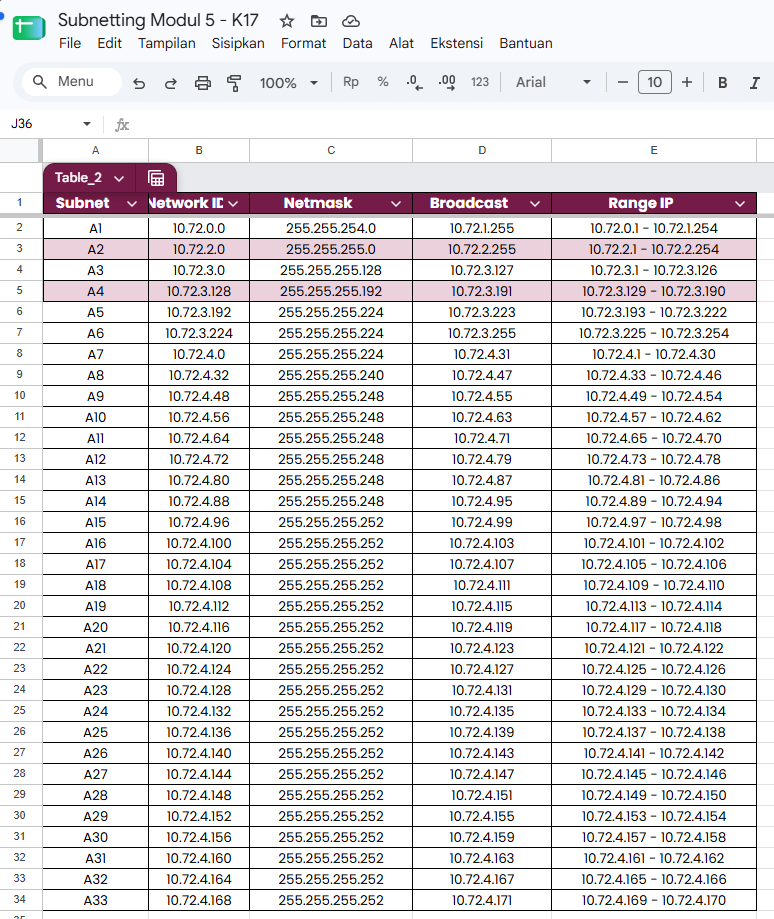 Subnetting Modul 5 - K17
File Edit Tampilan Sisipkan Format Data Alat Ekstensi Bantuan
Menu 100% Rp % .0 .00 123 Arial − 10 + B I
J36 fx
A B C D E
Table_2
1 Subnet Network ID Netmask Broadcast Range IP
2 A1 10.72.0.0 255.255.254.0 10.72.1.255 10.72.0.1 - 10.72.1.254
3 A2 10.72.2.0 255.255.255.0 10.72.2.255 10.72.2.1 - 10.72.2.254
4 A3 10.72.3.0 255.255.255.128 10.72.3.127 10.72.3.1 - 10.72.3.126
5 A4 10.72.3.128 255.255.255.192 10.72.3.191 10.72.3.129 - 10.72.3.190
6 A5 10.72.3.192 255.255.255.224 10.72.3.223 10.72.3.193 - 10.72.3.222
7 A6 10.72.3.224 255.255.255.224 10.72.3.255 10.72.3.225 - 10.72.3.254
8 A7 10.72.4.0 255.255.255.224 10.72.4.31 10.72.4.1 - 10.72.4.30
9 A8 10.72.4.32 255.255.255.240 10.72.4.47 10.72.4.33 - 10.72.4.46
10 A9 10.72.4.48 255.255.255.248 10.72.4.55 10.72.4.49 - 10.72.4.54
11 A10 10.72.4.56 255.255.255.248 10.72.4.63 10.72.4.57 - 10.72.4.62
12 A11 10.72.4.64 255.255.255.248 10.72.4.71 10.72.4.65 - 10.72.4.70
13 A12 10.72.4.72 255.255.255.248 10.72.4.79 10.72.4.73 - 10.72.4.78
14 A13 10.72.4.80 255.255.255.248 10.72.4.87 10.72.4.81 - 10.72.4.86
15 A14 10.72.4.88 255.255.255.248 10.72.4.95 10.72.4.89 - 10.72.4.94
16 A15 10.72.4.96 255.255.255.252 10.72.4.99 10.72.4.97 - 10.72.4.98
17 A16 10.72.4.100 255.255.255.252 10.72.4.103 10.72.4.101 - 10.72.4.102
18 A17 10.72.4.104 255.255.255.252 10.72.4.107 10.72.4.105 - 10.72.4.106
19 A18 10.72.4.108 255.255.255.252 10.72.4.111 10.72.4.109 - 10.72.4.110
20 A19 10.72.4.112 255.255.255.252 10.72.4.115 10.72.4.113 - 10.72.4.114
21 A20 10.72.4.116 255.255.255.252 10.72.4.119 10.72.4.117 - 10.72.4.118
22 A21 10.72.4.120 255.255.255.252 10.72.4.123 10.72.4.121 - 10.72.4.122
23 A22 10.72.4.124 255.255.255.252 10.72.4.127 10.72.4.125 - 10.72.4.126
24 A23 10.72.4.128 255.255.255.252 10.72.4.131 10.72.4.129 - 10.72.4.130
25 A24 10.72.4.132 255.255.255.252 10.72.4.135 10.72.4.133 - 10.72.4.134
26 A25 10.72.4.136 255.255.255.252 10.72.4.139 10.72.4.137 - 10.72.4.138
27 A26 10.72.4.140 255.255.255.252 10.72.4.143 10.72.4.141 - 10.72.4.142
28 A27 10.72.4.144 255.255.255.252 10.72.4.147 10.72.4.145 - 10.72.4.146
29 A28 10.72.4.148 255.255.255.252 10.72.4.151 10.72.4.149 - 10.72.4.150
30 A29 10.72.4.152 255.255.255.252 10.72.4.155 10.72.4.153 - 10.72.4.154
31 A30 10.72.4.156 255.255.255.252 10.72.4.159 10.72.4.157 - 10.72.4.158
32 A31 10.72.4.160 255.255.255.252 10.72.4.163 10.72.4.161 - 10.72.4.162
33 A32 10.72.4.164 255.255.255.252 10.72.4.167 10.72.4.165 - 10.72.4.166
34 A33 10.72.4.168 255.255.255.252 10.72.4.171 10.72.4.169 - 10.72.4.170